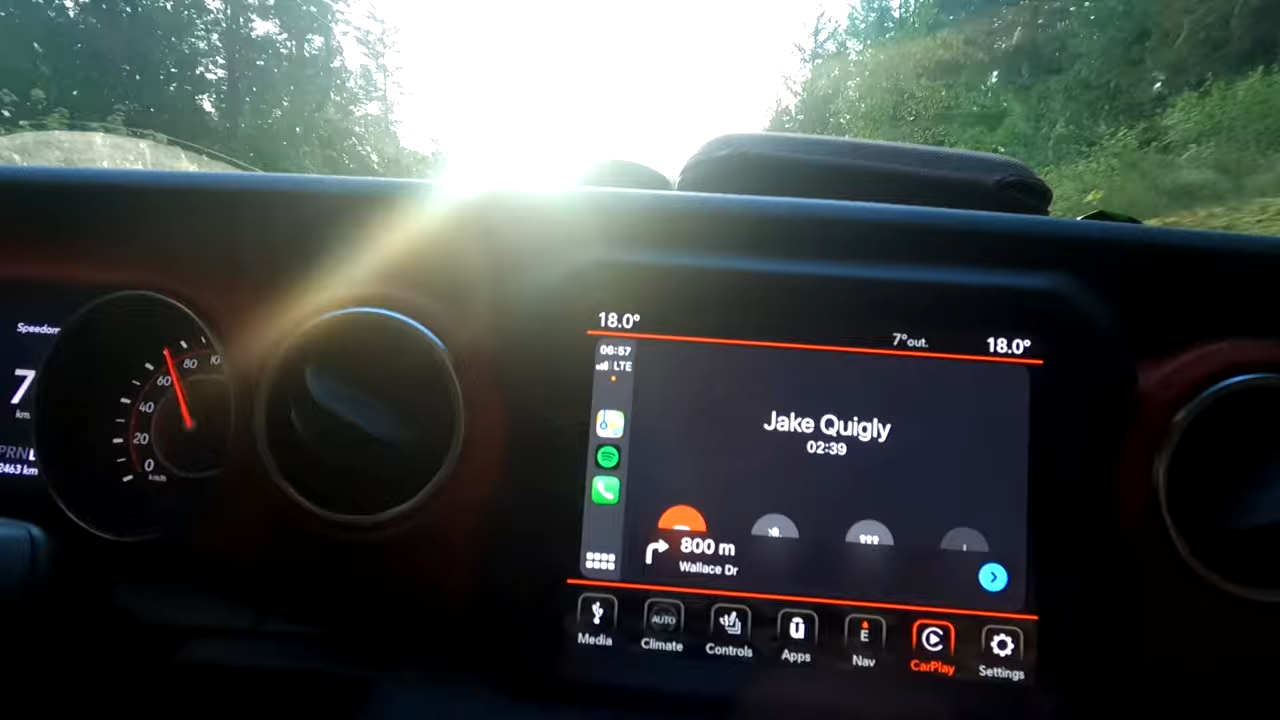 18.0°
7°out.
18.0°
06:57
LTE
Jake Quigly
02:39
800 m
Wallace Dr
Media
AUTO
Climate
Controls
Apps
E
Nav
CarPlay
Settings
Speedom
7
km
PRNL
2463 km
0
20
40
60
80
km/h